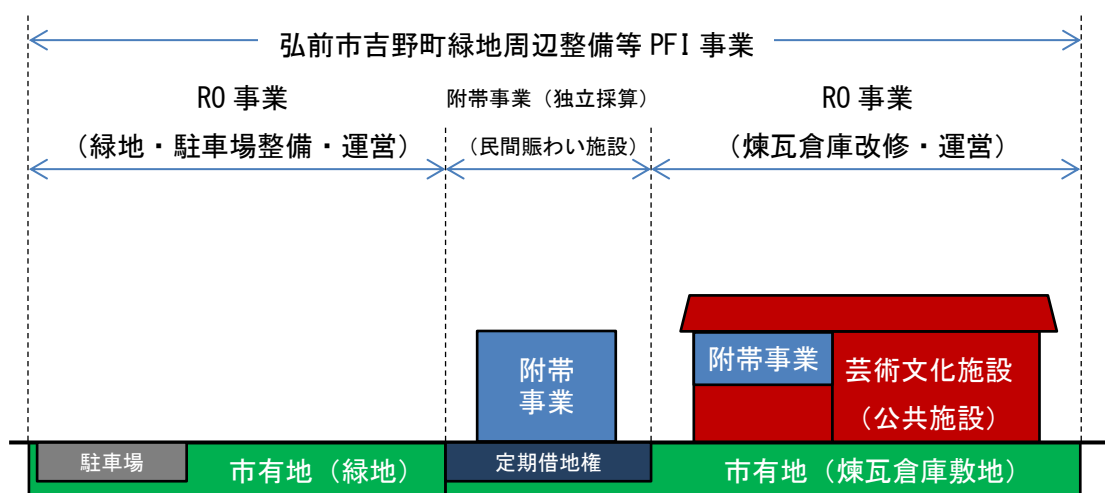 弘前市吉野町緑地周辺整備等 PFI 事業
RO 事業
（緑地・駐車場整備・運営）
附帯事業（独立採算）
（民間賑わい施設）
RO 事業
（煉瓦倉庫改修・運営）
附帯
事業
附帯事業
芸術文化施設
（公共施設）
駐車場
市有地（緑地）
定期借地権
市有地（煉瓦倉庫敷地）